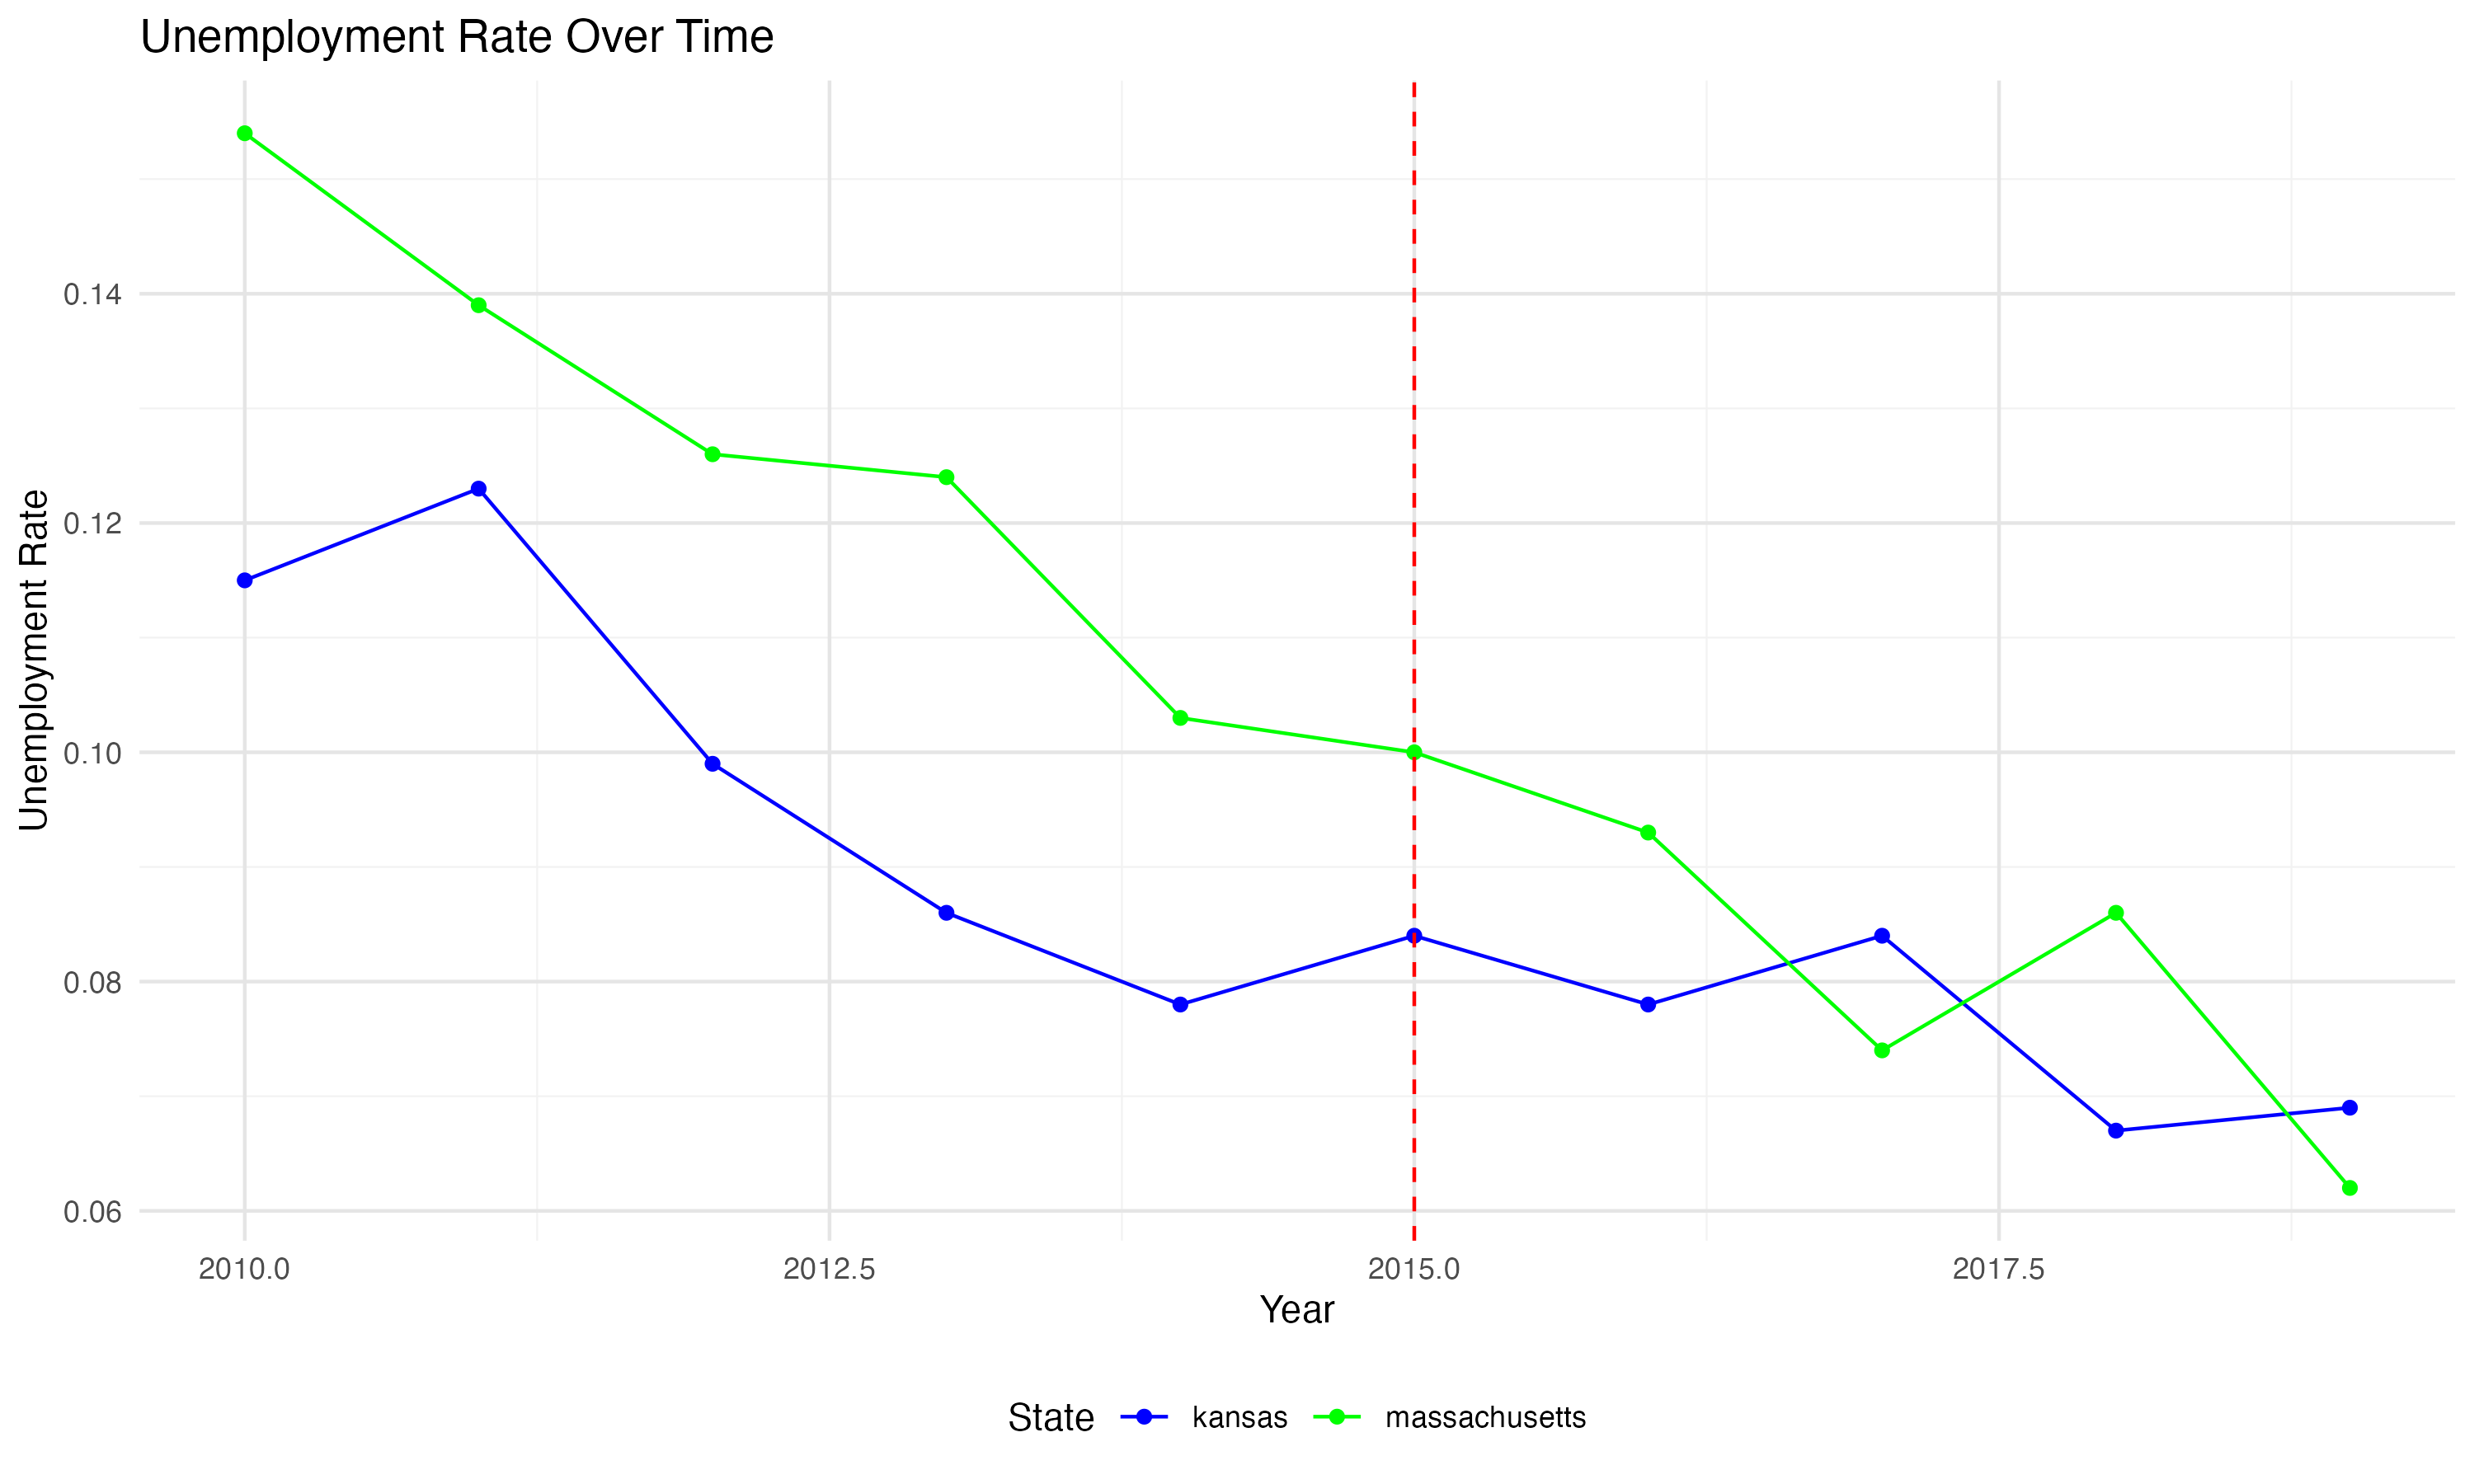 Unemployment Rate Over Time
Unemployment Rate
0.14
0.12
0.10
0.08
0.06
2010.0 2012.5 2015.0 2017.5
Year
State kansas massachusetts